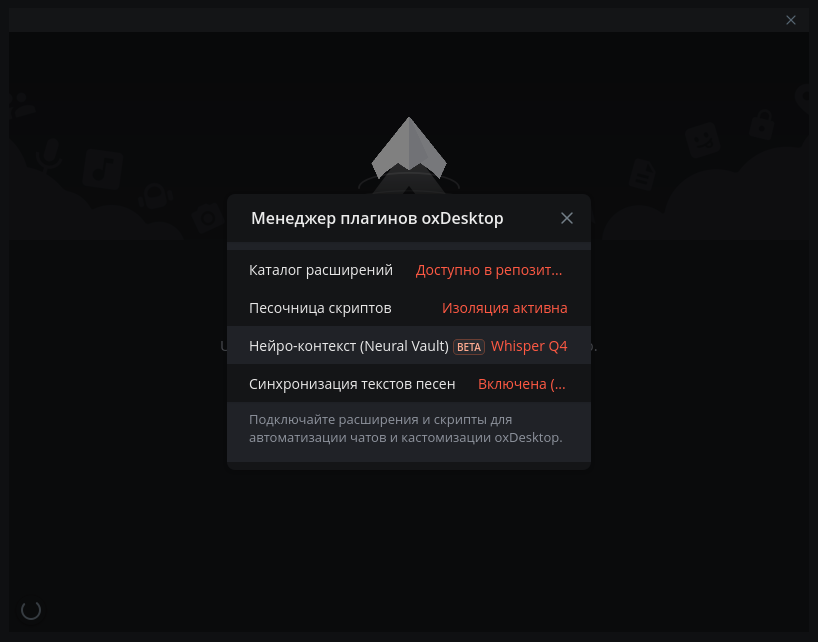 Менеджер плагинов oxDesktop
Каталог расширений Доступно в репозит...
Песочница скриптов Изоляция активна
Нейро-контекст (Neural Vault) BETA Whisper Q4
Синхронизация текстов песен Включена (...
Подключайте расширения и скрипты для
автоматизации чатов и кастомизации oxDesktop.